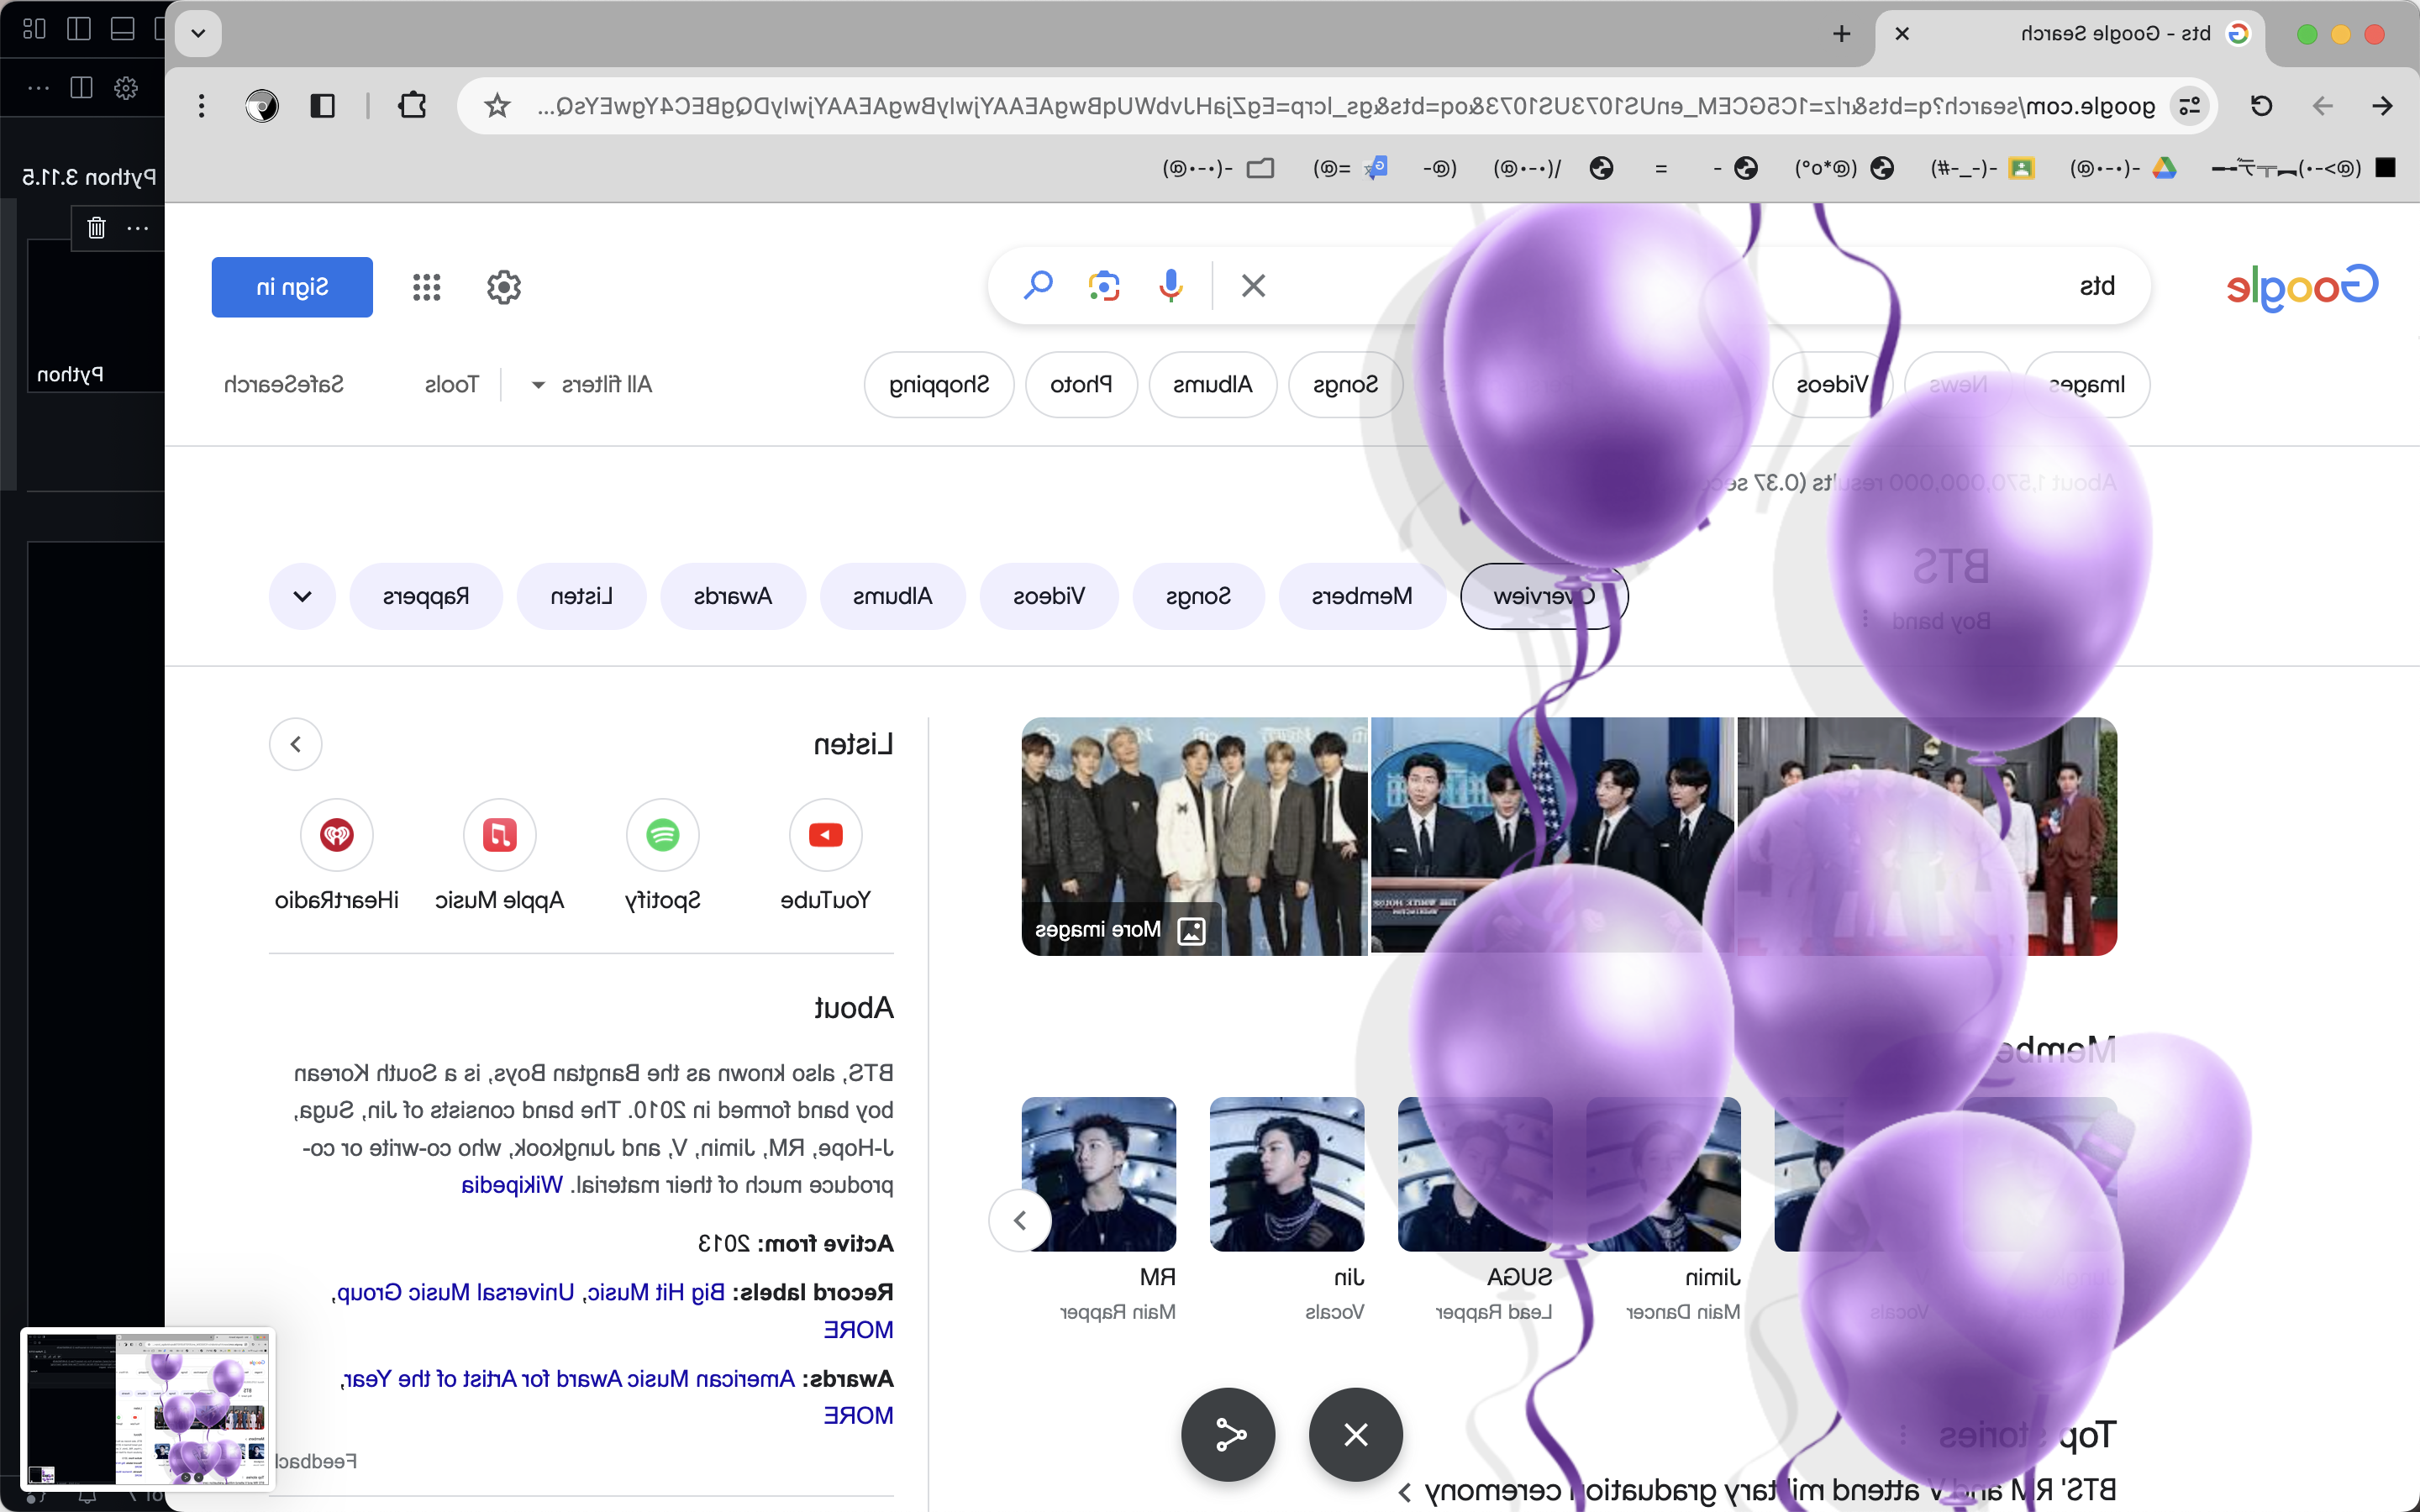 bts - Google Search
google.com/search?q=bts&rlz=1C5GCEM_enUS1073US1073&oq=bts&gs_lcrp=EgZjaHJvbWUqBwgAEAAYjwIyBwgAEAAYjwIyDQgBEC4YgwEYsQ...
Google
bts
Sign in
Images
News
Videos
Songs
Albums
Photo
Shopping
All filters
Tools
SafeSearch
About 1,570,000,000 results (0.37 sec
BTS
Boy band
Overview
Members
Songs
Videos
Albums
Awards
Listen
Rappers
More images
THE WHITE HOUSE
WASHINGTON
Listen
YouTube
Spotify
Apple Music
iHeartRadio
About
BTS, also known as the Bangtan Boys, is a South Korean
boy band formed in 2010. The band consists of Jin, Suga,
J-Hope, RM, Jimin, V, and Jungkook, who co-write or co-
produce much of their material. Wikipedia
Active from: 2013
Record labels: Big Hit Music, Universal Music Group,
MORE
Awards: American Music Award for Artist of the Year,
MORE
Feedback
Vocals
Jimin
Main Dancer
SUGA
Lead Rapper
Jin
Vocals
RM
Main Rapper
Top stories
BTS' RM and V attend military graduation ceremony
Python 3.11.5
Python